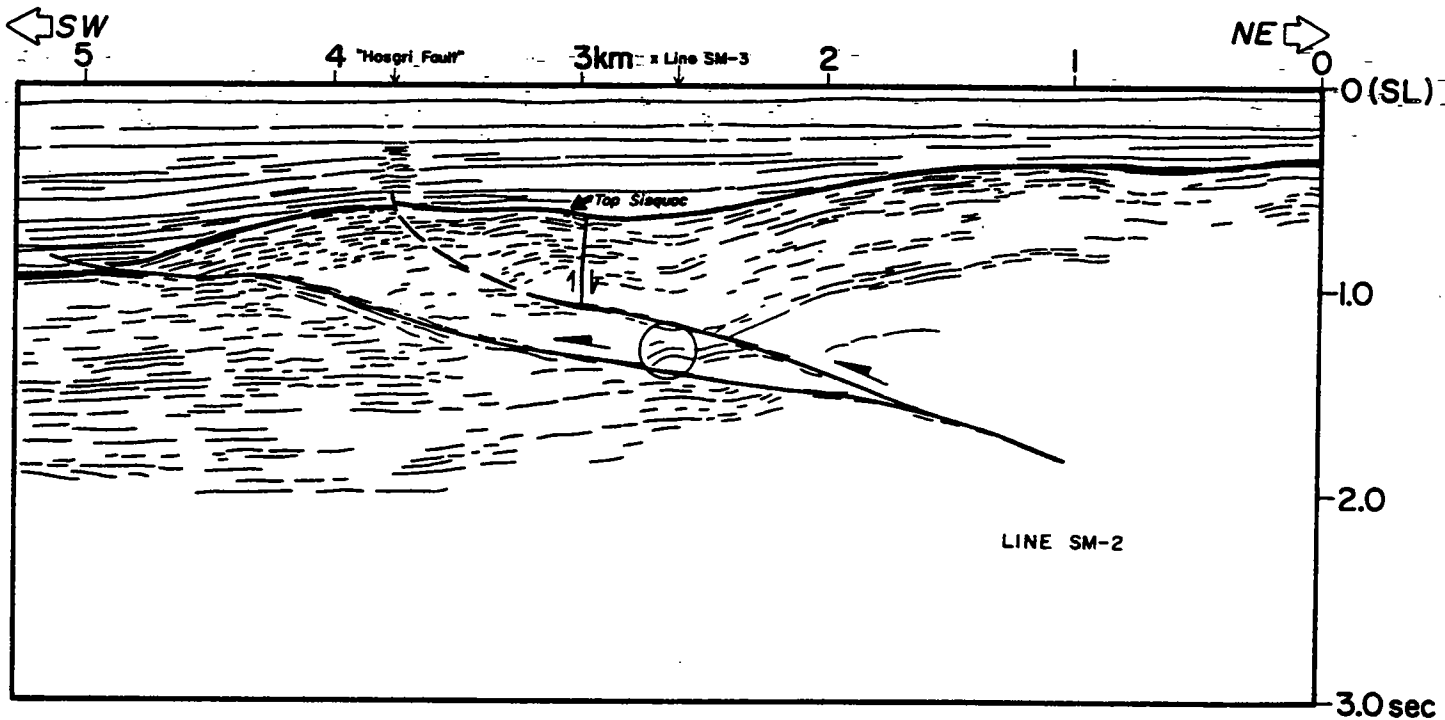 SW NE
5 4 "Hosgri Fault" 3km x Line SM-3 2 1 0
0 (SL)
Top Sisquoc
1.0
2.0
LINE SM-2
3.0 sec